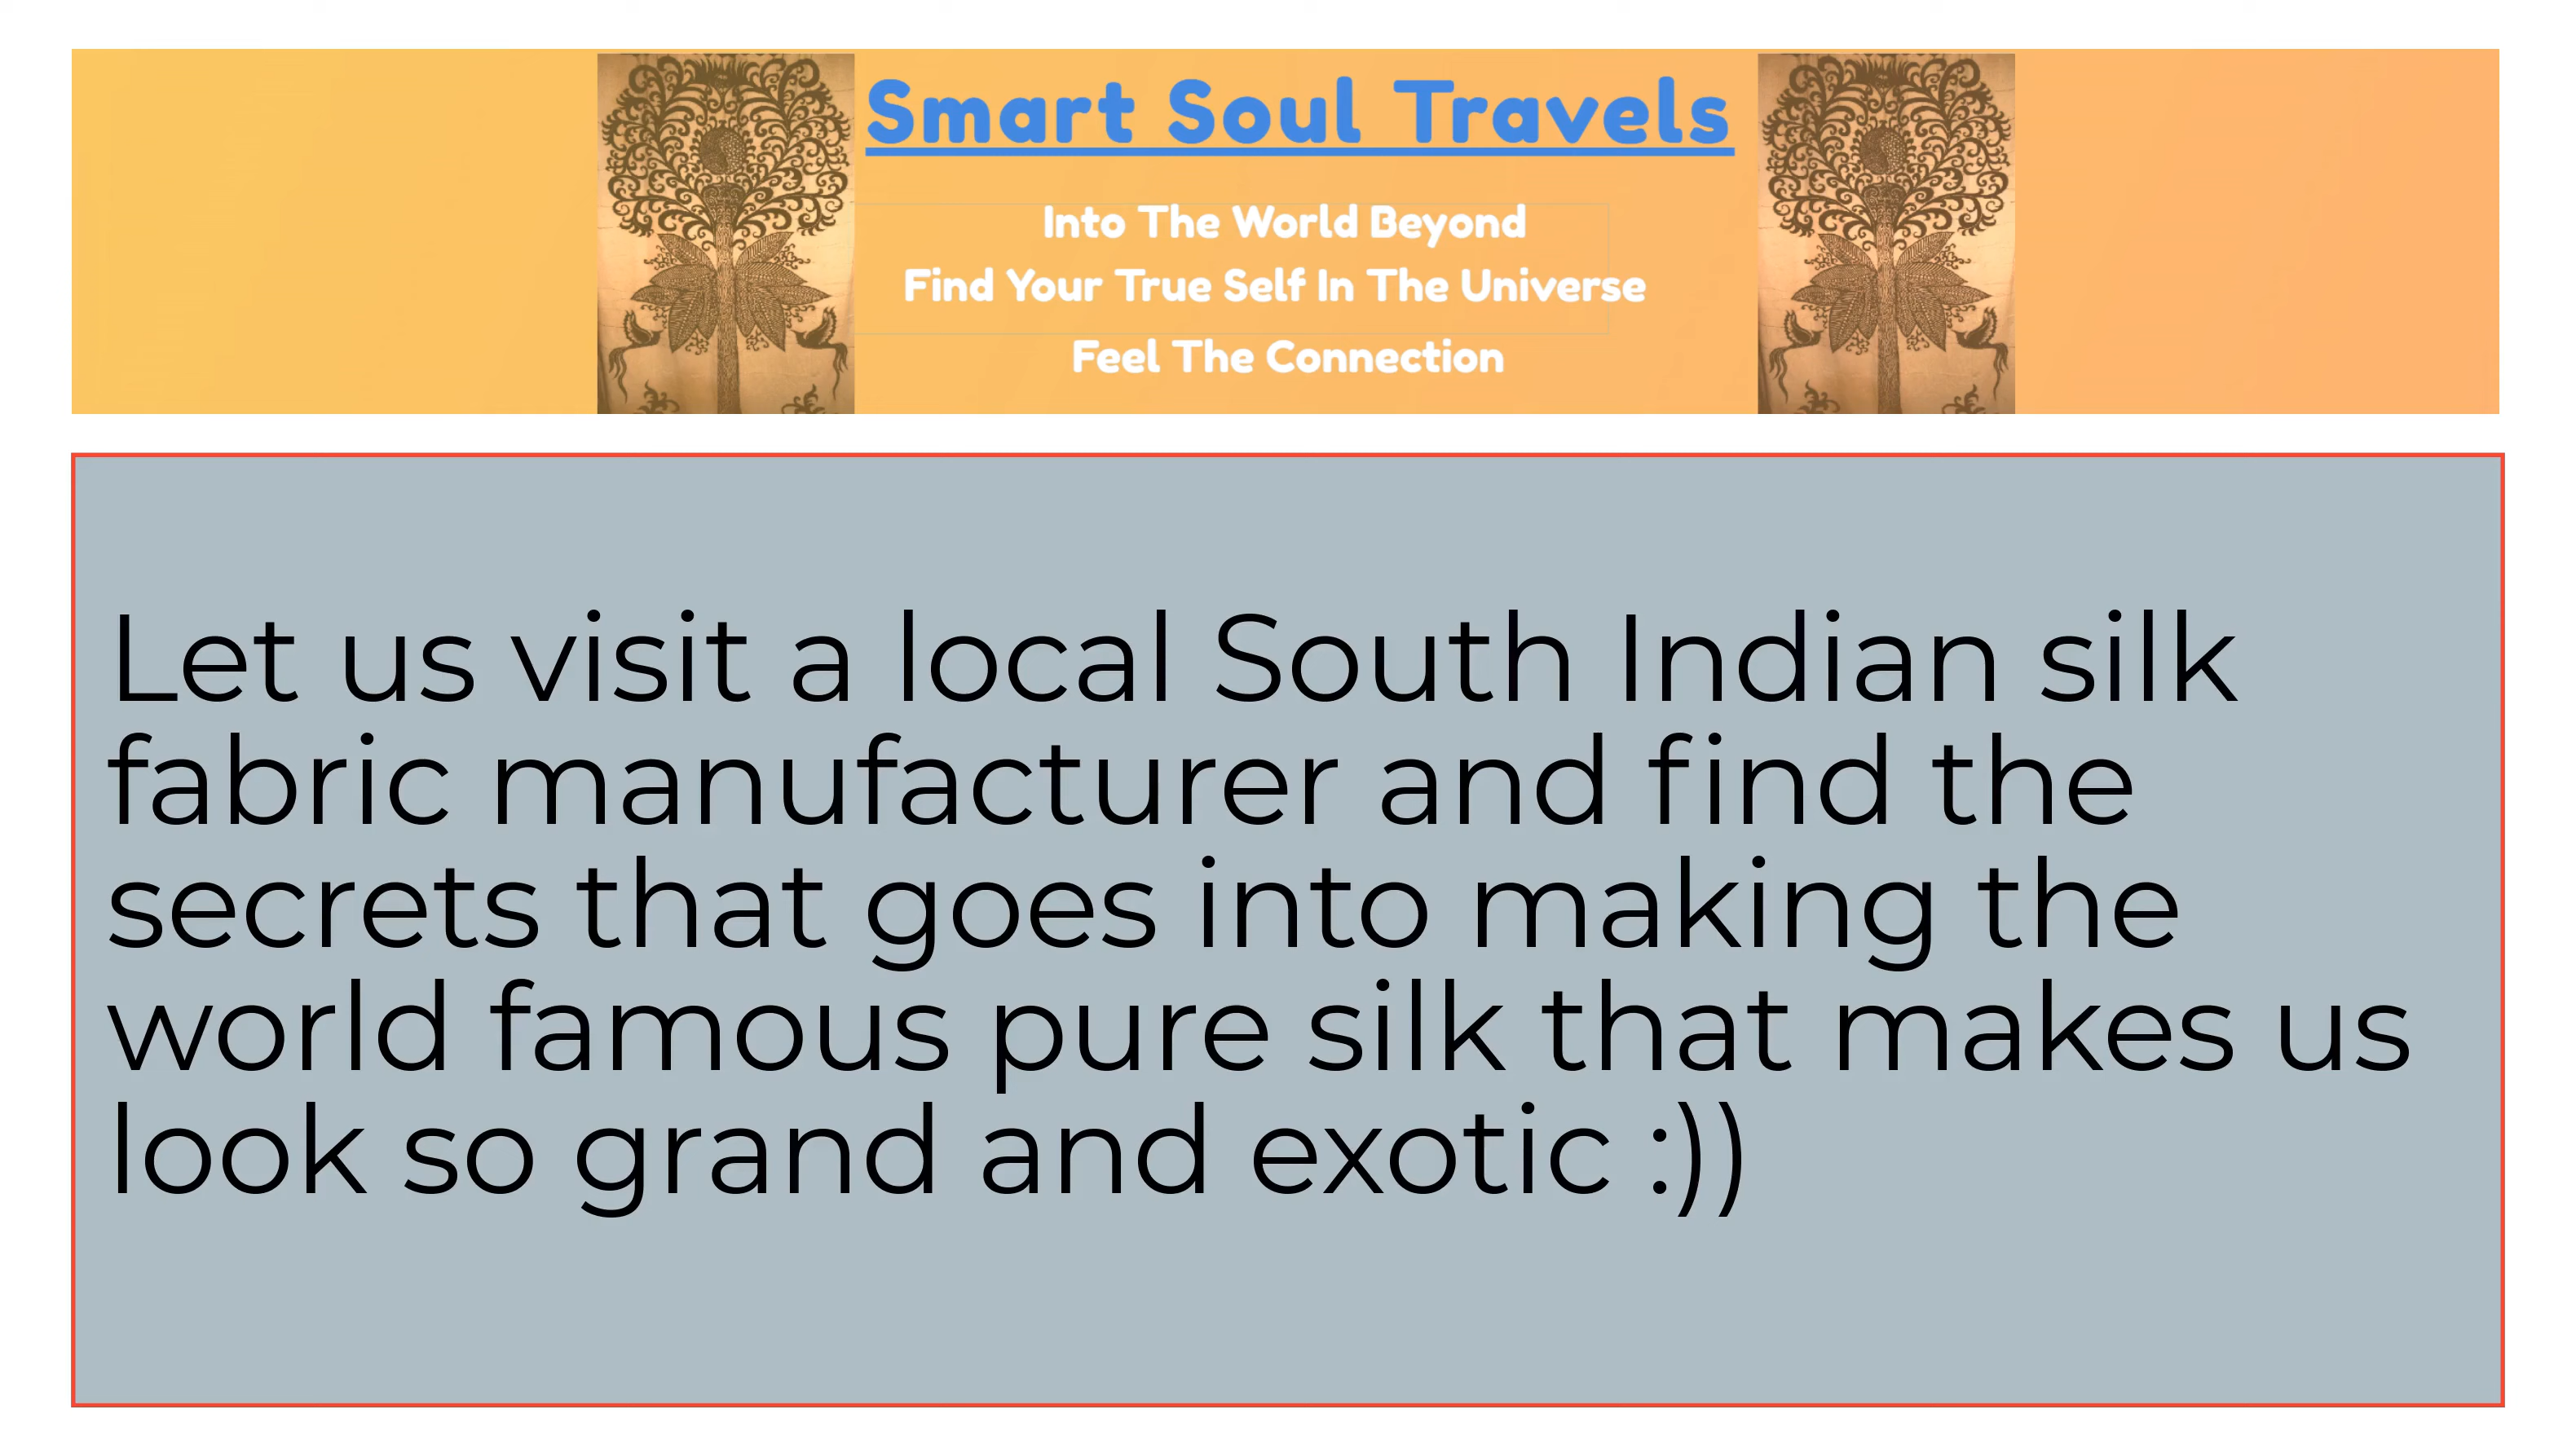 Smart Soul Travels
Into The World Beyond
Find Your True Self In The Universe
Feel The Connection
Let us visit a local South Indian silk
fabric manufacturer and find the
secrets that goes into making the
world famous pure silk that makes us
look so grand and exotic :))